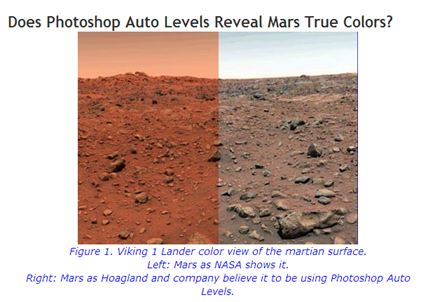 Does Photoshop Auto Levels Reveal Mars True Colors?
Figure 1. Viking 1 Lander color view of the martian surface.
Left: Mars as NASA shows it.
Right: Mars as Hoagland and company believe it to be using Photoshop Auto
Levels.